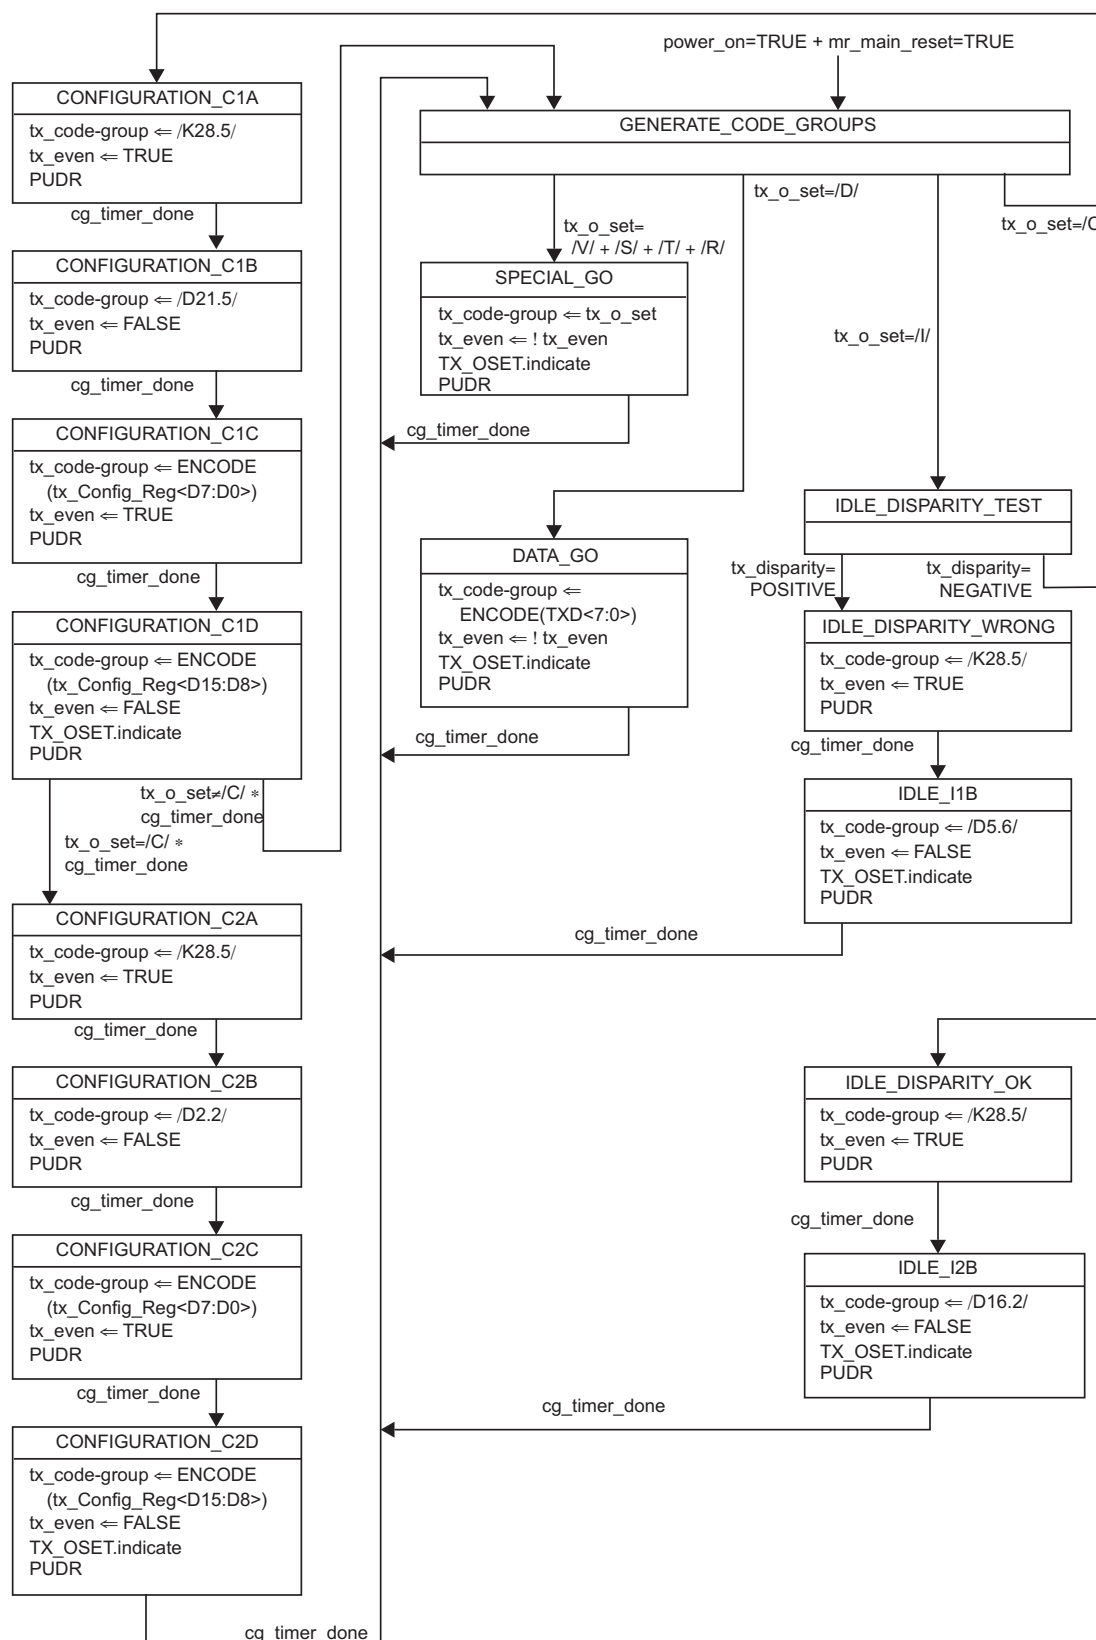 power_on=TRUE + mr_main_reset=TRUE
CONFIGURATION_C1A
tx_code-group ⇐ /K28.5/
tx_even ⇐ TRUE
PUDR
cg_timer_done
CONFIGURATION_C1B
tx_code-group ⇐ /D21.5/
tx_even ⇐ FALSE
PUDR
cg_timer_done
CONFIGURATION_C1C
tx_code-group ⇐ ENCODE
(tx_Config_Reg<D7:D0>)
tx_even ⇐ TRUE
PUDR
cg_timer_done
CONFIGURATION_C1D
tx_code-group ⇐ ENCODE
(tx_Config_Reg<D15:D8>)
tx_even ⇐ FALSE
TX_OSET.indicate
PUDR
tx_o_set≠/C/ *
cg_timer_done
tx_o_set=/C/ *
cg_timer_done
CONFIGURATION_C2A
tx_code-group ⇐ /K28.5/
tx_even ⇐ TRUE
PUDR
cg_timer_done
CONFIGURATION_C2B
tx_code-group ⇐ /D2.2/
tx_even ⇐ FALSE
PUDR
cg_timer_done
CONFIGURATION_C2C
tx_code-group ⇐ ENCODE
(tx_Config_Reg<D7:D0>)
tx_even ⇐ TRUE
PUDR
cg_timer_done
CONFIGURATION_C2D
tx_code-group ⇐ ENCODE
(tx_Config_Reg<D15:D8>)
tx_even ⇐ FALSE
TX_OSET.indicate
PUDR
cg_timer_done
GENERATE_CODE_GROUPS
tx_o_set=/D/
tx_o_set=/C
tx_o_set=
/V/ + /S/ + /T/ + /R/
SPECIAL_GO
tx_code-group ⇐ tx_o_set
tx_even ⇐ ! tx_even
TX_OSET.indicate
PUDR
cg_timer_done
tx_o_set=/I/
DATA_GO
tx_code-group ⇐
ENCODE(TXD<7:0>)
tx_even ⇐ ! tx_even
TX_OSET.indicate
PUDR
cg_timer_done
IDLE_DISPARITY_TEST
tx_disparity=
POSITIVE
tx_disparity=
NEGATIVE
IDLE_DISPARITY_WRONG
tx_code-group ⇐ /K28.5/
tx_even ⇐ TRUE
PUDR
cg_timer_done
IDLE_I1B
tx_code-group ⇐ /D5.6/
tx_even ⇐ FALSE
TX_OSET.indicate
PUDR
cg_timer_done
IDLE_DISPARITY_OK
tx_code-group ⇐ /K28.5/
tx_even ⇐ TRUE
PUDR
cg_timer_done
IDLE_I2B
tx_code-group ⇐ /D16.2/
tx_even ⇐ FALSE
TX_OSET.indicate
PUDR
cg_timer_done